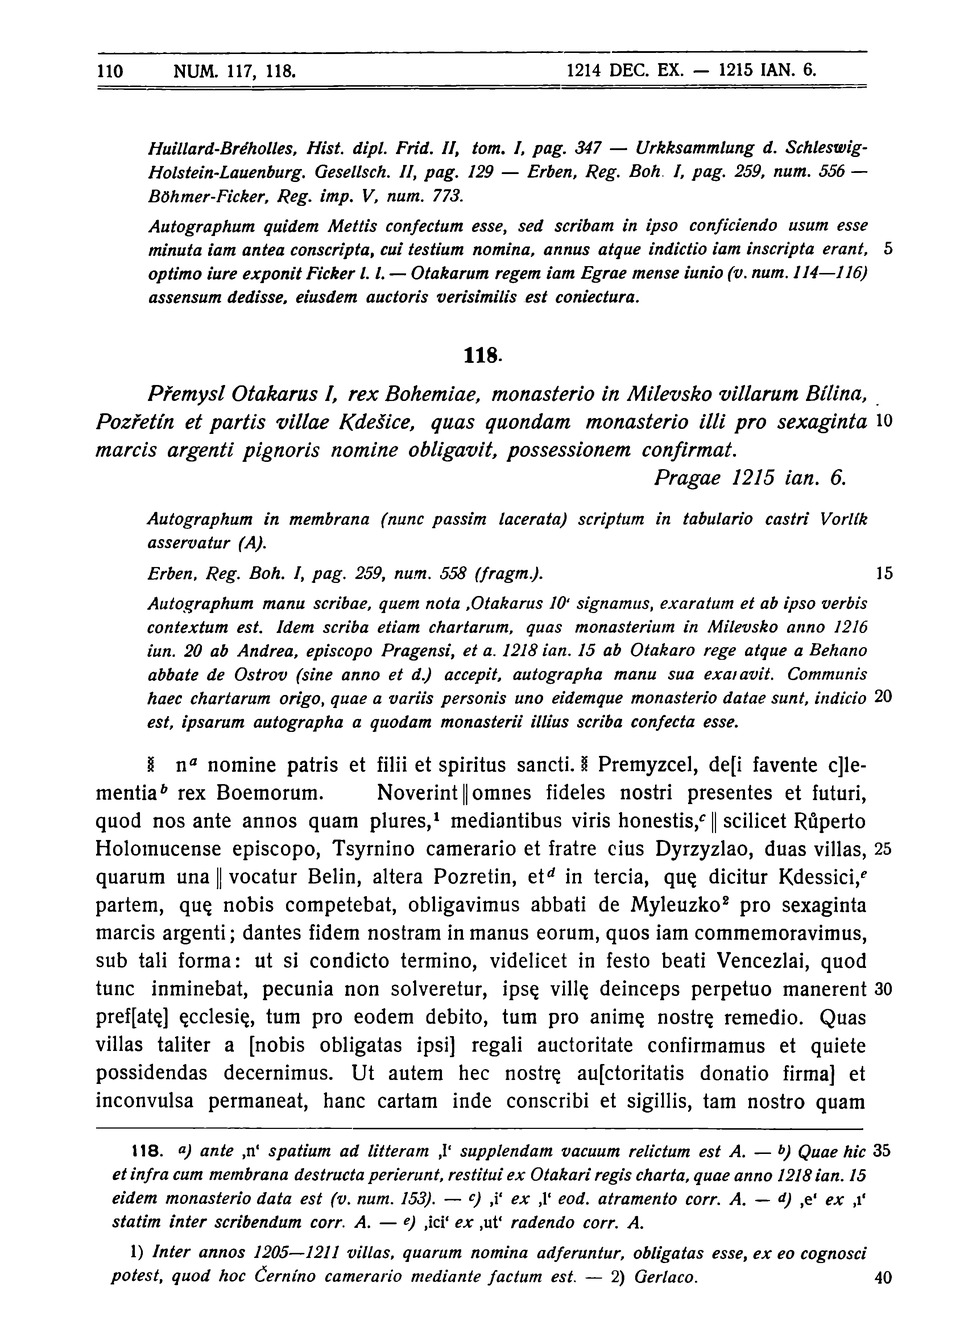 110 NUM. 117, 118. 1214 DEC. EX. — 1215 IAN. 6.
Huillard-Bréholles, Hist. dipl. Frid. II, tom. I, pag. 347 — Urkksammlung d. Schleswig-
Holstein-Lauenburg. Gesellsch. II, pag. 129 — Erben, Reg. Boh. I, pag. 259, num. 556 —
Böhmer-Ficker, Reg. imp. V, num. 773.
Autographum quidem Mettis confectum esse, sed scribam in ipso conficiendo usum esse
minuta iam antea conscripta, cui testium nomina, annus atque indictio iam inscripta erant, 5
optimo iure exponit Ficker l. l. — Otakarum regem iam Egrae mense iunio (v. num. 114—116)
assensum dedisse, eiusdem auctoris verisimilis est coniectura.
118.
Přemysl Otakarus I, rex Bohemiae, monasterio in Milevsko villarum Bílina,
Pozřetín et partis villae Kdešice, quas quondam monasterio illi pro sexaginta 10
marcis argenti pignoris nomine obligavit, possessionem confirmat.
Pragae 1215 ian. 6.
Autographum in membrana (nunc passim lacerata) scriptum in tabulario castri Vorlík
asservatur (A).
Erben, Reg. Boh. I, pag. 259, num. 558 (fragm.). 15
Autographum manu scribae, quem nota ‚Otakarus 10‘ signamus, exaratum et ab ipso verbis
contextum est. Idem scriba etiam chartarum, quas monasterium in Milevsko anno 1216
iun. 20 ab Andrea, episcopo Pragensi, et a. 1218 ian. 15 ab Otakaro rege atque a Behano
abbate de Ostrov (sine anno et d.) accepit, autographa manu sua exaravit. Communis
haec chartarum origo, quae a variis personis uno eidemque monasterio datae sunt, indicio 20
est, ipsarum autographa a quodam monasterii illius scriba confecta esse.
⁑ nᵃ nomine patris et filii et spiritus sancti. ⁑ Premyzcel, de[i favente c]le-
mentiaᵇ rex Boemorum. Noverint || omnes fideles nostri presentes et futuri,
quod nos ante annos quam plures,¹ mediantibus viris honestis,ᶜ || scilicet Růperto
Holomucense episcopo, Tsyrnino camerario et fratre eius Dyrzyzlao, duas villas, 25
quarum una || vocatur Belin, altera Pozretin, etᵈ in tercia, quę dicitur Kdessici,ᵉ
partem, quę nobis competebat, obligavimus abbati de Myleuzko² pro sexaginta
marcis argenti; dantes fidem nostram in manus eorum, quos iam commemoravimus,
sub tali forma: ut si condicto termino, videlicet in festo beati Vencezlai, quod
tunc inminebat, pecunia non solveretur, ipsę villę deinceps perpetuo manerent 30
pref[atę] ęcclesię, tum pro eodem debito, tum pro animę nostrę remedio. Quas
villas taliter a [nobis obligatas ipsi] regali auctoritate confirmamus et quiete
possidendas decernimus. Ut autem hec nostrę au[ctoritatis donatio firma] et
inconvulsa permaneat, hanc cartam inde conscribi et sigillis, tam nostro quam
118. a) ante ‚n‘ spatium ad litteram ‚I‘ supplendam vacuum relictum est A. — b) Quae hic 35
et infra cum membrana destructa perierunt, restitui ex Otakari regis charta, quae anno 1218 ian. 15
eidem monasterio data est (v. num. 153). — c) ‚i‘ ex ‚l‘ eod. atramento corr. A. — d) ‚e‘ ex ‚ı‘
statim inter scribendum corr. A. — e) ‚ici‘ ex ‚ut‘ radendo corr. A.
1) Inter annos 1205—1211 villas, quarum nomina adferuntur, obligatas esse, ex eo cognosci
potest, quod hoc Černíno camerario mediante factum est. — 2) Gerlaco. 40